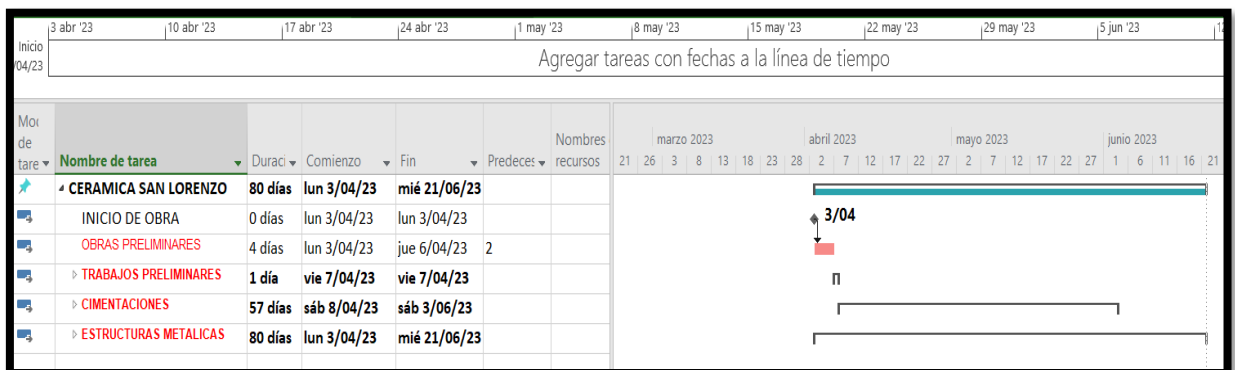 3 abr '23 10 abr '23 17 abr '23 24 abr '23 1 may '23 8 may '23 15 may '23 22 may '23 29 may '23 5 jun '23
Inicio
/04/23
Agregar tareas con fechas a la línea de tiempo
Moc
de
tare Nombre de tarea Duraci Comienzo Fin Predeces Nombres
recursos
marzo 2023 abril 2023 mayo 2023 junio 2023
21 26 3 8 13 18 23 28 2 7 12 17 22 27 2 7 12 17 22 27 1 6 11 16 21
CERAMICA SAN LORENZO 80 días lun 3/04/23 mié 21/06/23
INICIO DE OBRA 0 días lun 3/04/23 lun 3/04/23 3/04
OBRAS PRELIMINARES 4 días lun 3/04/23 jue 6/04/23 2
TRABAJOS PRELIMINARES 1 día vie 7/04/23 vie 7/04/23
CIMENTACIONES 57 días sáb 8/04/23 sáb 3/06/23
ESTRUCTURAS METALICAS 80 días lun 3/04/23 mié 21/06/23